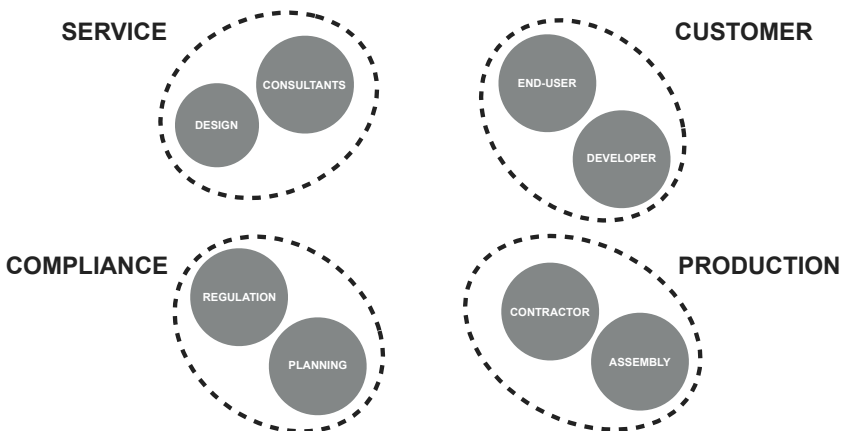 SERVICE
CONSULTANTS
DESIGN
CUSTOMER
END-USER
DEVELOPER
COMPLIANCE
REGULATION
PLANNING
PRODUCTION
CONTRACTOR
ASSEMBLY